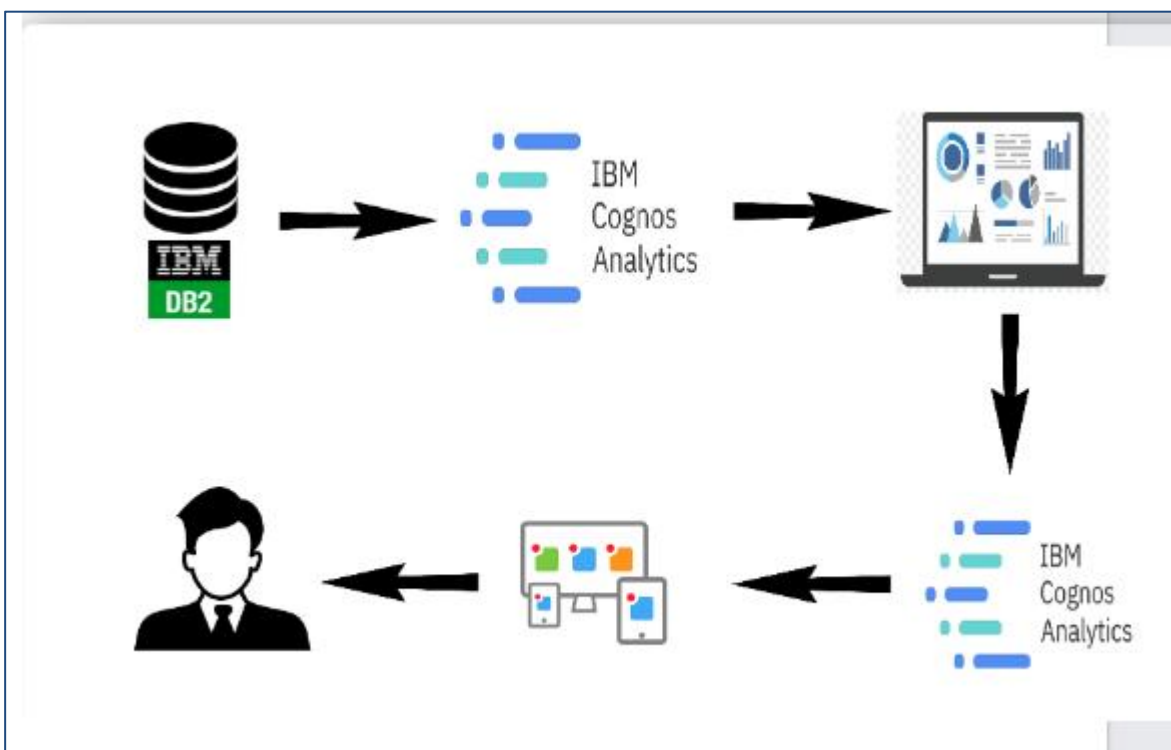 IBM
DB2
IBM
Cognos
Analytics
IBM
Cognos
Analytics